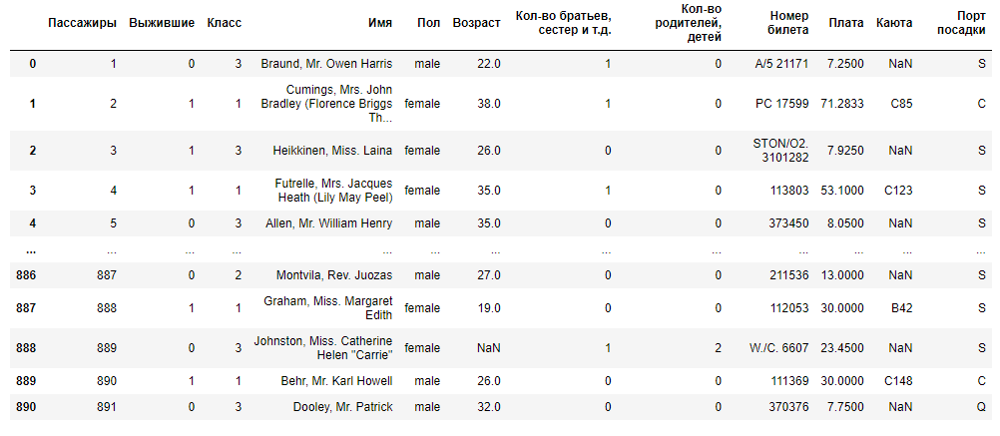 Пассажиры Выжившие Класс Имя Пол Возраст Кол-во братьев, сестер и т.д. Кол-во родителей, детей Номер билета Плата Каюта Порт посадки
0 1 0 3 Braund, Mr. Owen Harris male 22.0 1 0 A/5 21171 7.2500 NaN S
1 2 1 1 Cumings, Mrs. John Bradley (Florence Briggs Th... female 38.0 1 0 PC 17599 71.2833 C85 C
2 3 1 3 Heikkinen, Miss. Laina female 26.0 0 0 STON/O2. 3101282 7.9250 NaN S
3 4 1 1 Futrelle, Mrs. Jacques Heath (Lily May Peel) female 35.0 1 0 113803 53.1000 C123 S
4 5 0 3 Allen, Mr. William Henry male 35.0 0 0 373450 8.0500 NaN S
... ... ... ... ... ... ... ... ... ... ... ... ...
886 887 0 2 Montvila, Rev. Juozas male 27.0 0 0 211536 13.0000 NaN S
887 888 1 1 Graham, Miss. Margaret Edith female 19.0 0 0 112053 30.0000 B42 S
888 889 0 3 Johnston, Miss. Catherine Helen "Carrie" female NaN 1 2 W./C. 6607 23.4500 NaN S
889 890 1 1 Behr, Mr. Karl Howell male 26.0 0 0 111369 30.0000 C148 C
890 891 0 3 Dooley, Mr. Patrick male 32.0 0 0 370376 7.7500 NaN Q